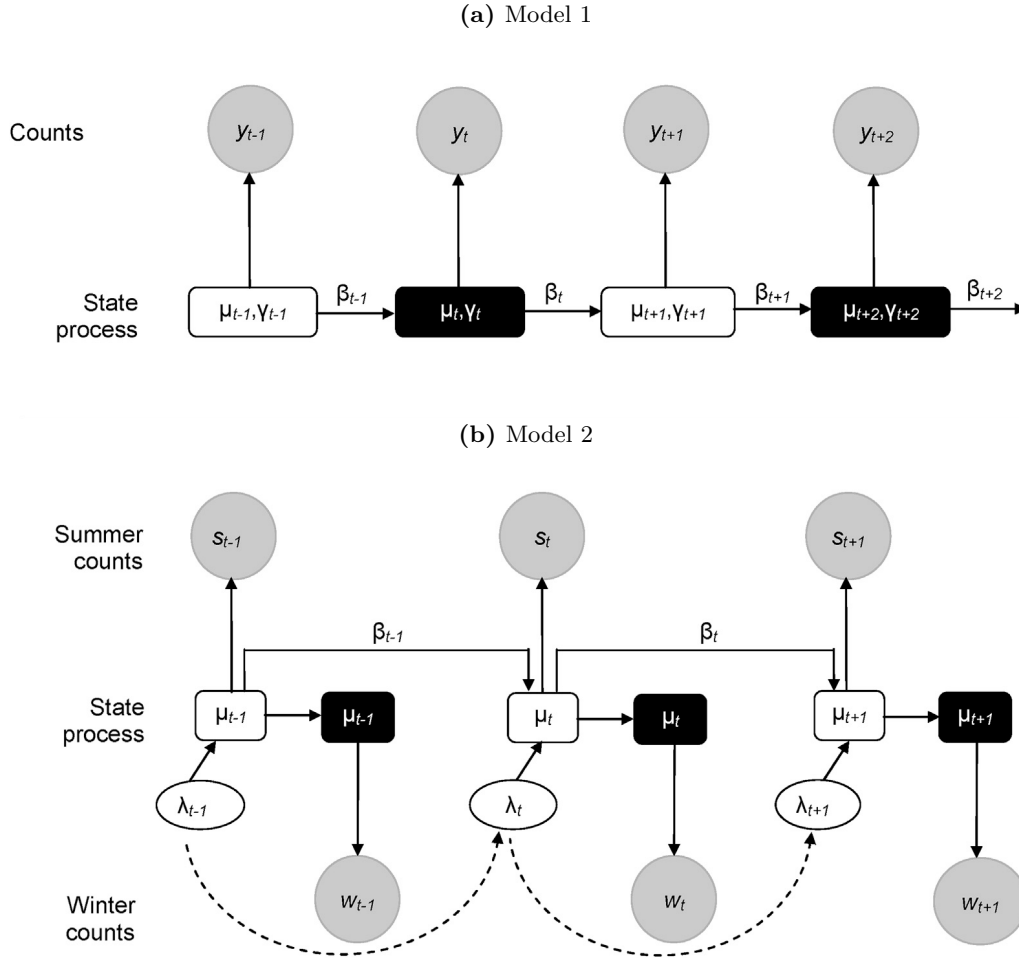 (a) Model 1
Counts
y_{t-1} y_t y_{t+1} y_{t+2}
β_{t-1} β_t β_{t+1} β_{t+2}
State
process
μ_{t-1},γ_{t-1} μ_t,γ_t μ_{t+1},γ_{t+1} μ_{t+2},γ_{t+2}
(b) Model 2
Summer
counts
s_{t-1} s_t s_{t+1}
β_{t-1} β_t
State
process
μ_{t-1} μ_{t-1} μ_t μ_t μ_{t+1} μ_{t+1}
λ_{t-1} λ_t λ_{t+1}
Winter
counts
w_{t-1} w_t w_{t+1}